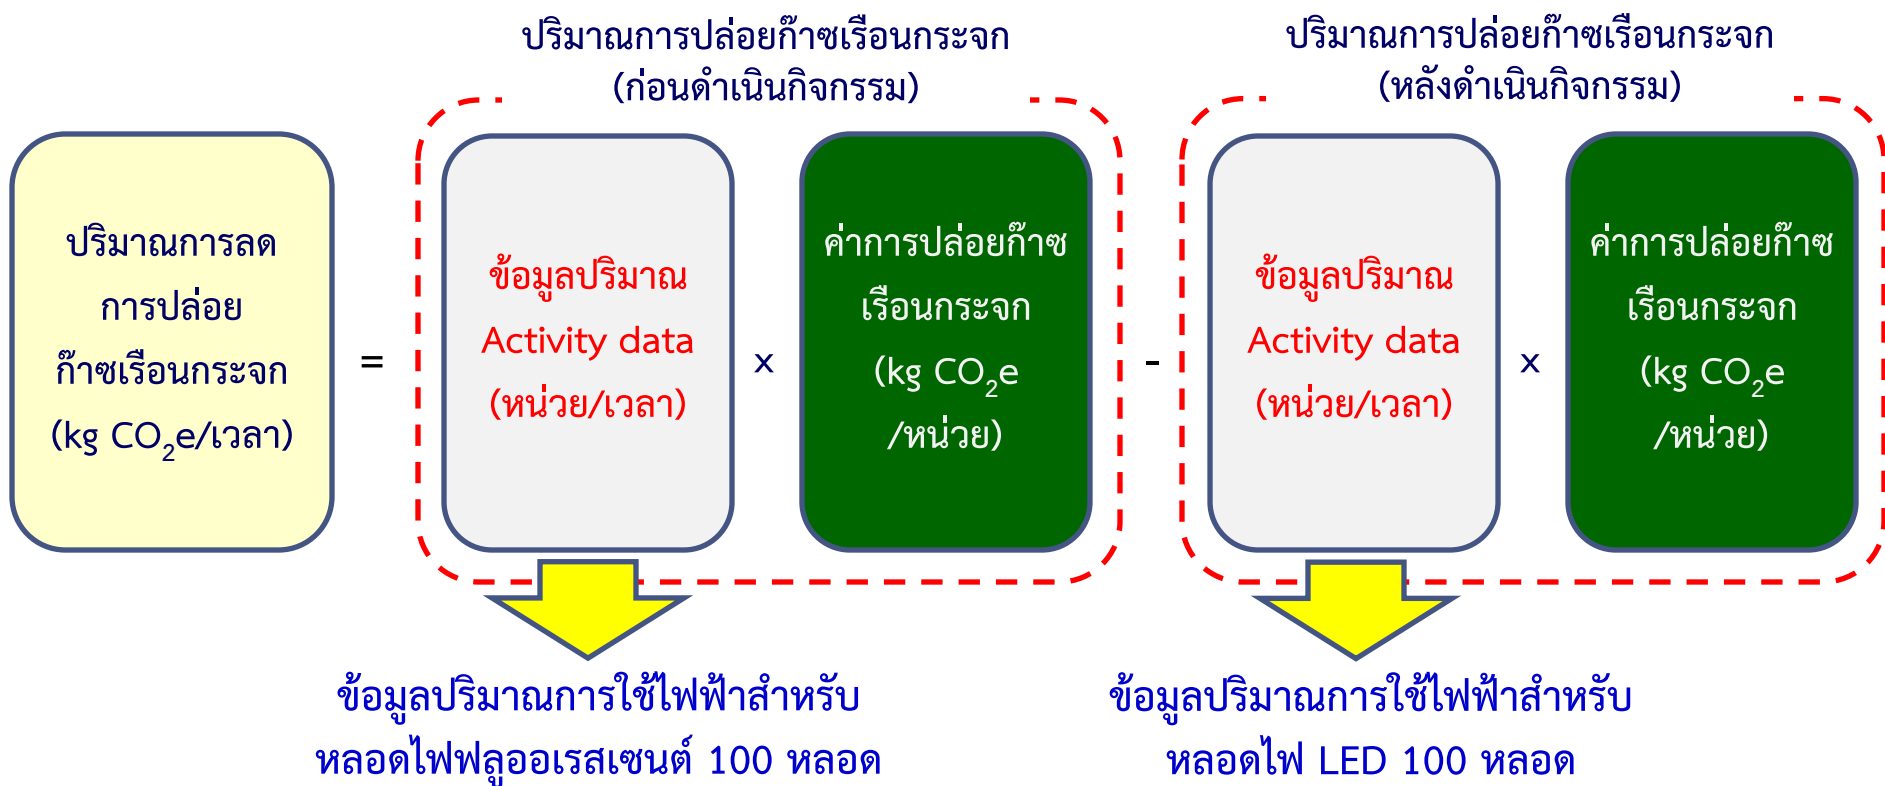 ปริมาณการปล่อยก๊าซเรือนกระจก
(ก่อนดำเนินกิจกรรม)
ปริมาณการปล่อยก๊าซเรือนกระจก
(หลังดำเนินกิจกรรม)
ปริมาณการลด
การปล่อย
ก๊าซเรือนกระจก
(kg CO₂e/เวลา)
=
ข้อมูลปริมาณ
Activity data
(หน่วย/เวลา)
x
ค่าการปล่อยก๊าซ
เรือนกระจก
(kg CO₂e
/หน่วย)
-
ข้อมูลปริมาณ
Activity data
(หน่วย/เวลา)
x
ค่าการปล่อยก๊าซ
เรือนกระจก
(kg CO₂e
/หน่วย)
ข้อมูลปริมาณการใช้ไฟฟ้าสำหรับ
หลอดไฟฟลูออเรสเซนต์ 100 หลอด
ข้อมูลปริมาณการใช้ไฟฟ้าสำหรับ
หลอดไฟ LED 100 หลอด